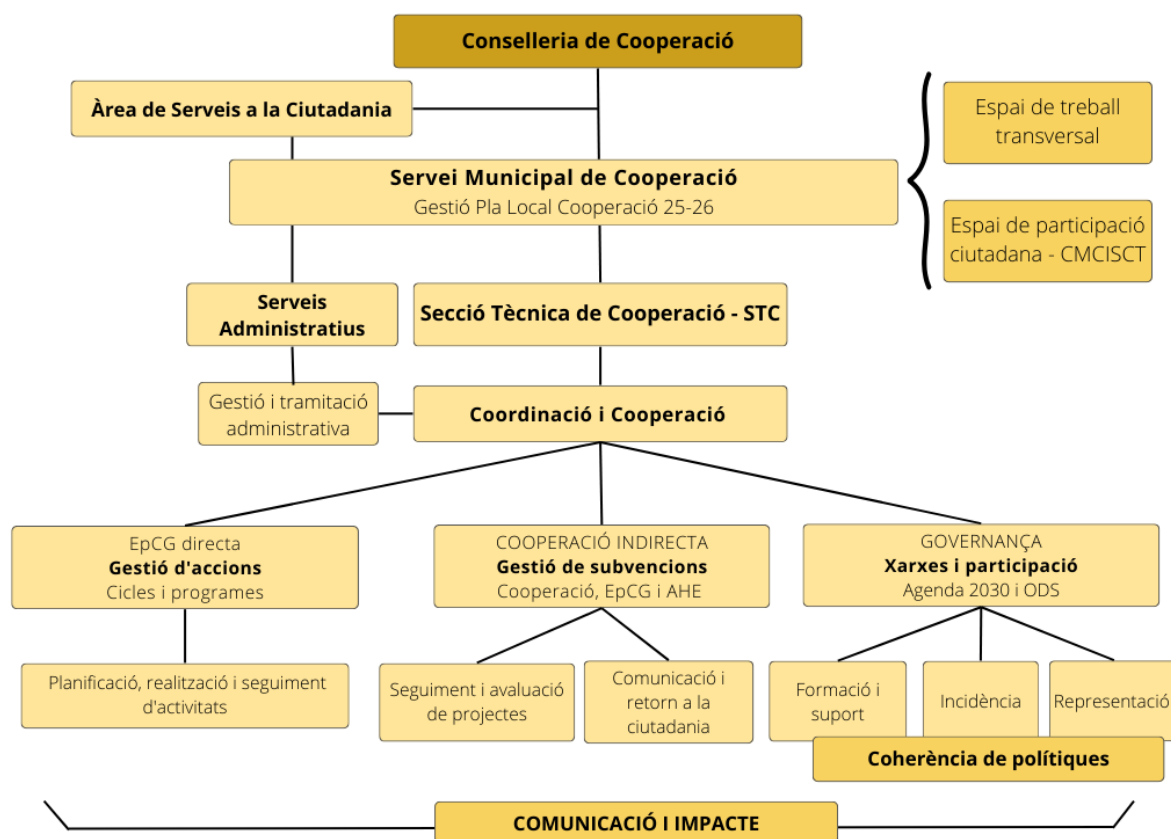 Conselleria de Cooperació
Àrea de Serveis a la Ciutadania
Espai de treball
transversal
Servei Municipal de Cooperació
Gestió Pla Local Cooperació 25-26
Espai de participació
ciutadana - CMCISCT
Serveis
Administratius
Secció Tècnica de Cooperació - STC
Gestió i tramitació
administrativa
Coordinació i Cooperació
EpCG directa
Gestió d'accions
Cicles i programes
COOPERACIÓ INDIRECTA
Gestió de subvencions
Cooperació, EpCG i AHE
GOVERNANÇA
Xarxes i participació
Agenda 2030 i ODS
Planificació, realització i seguiment
d'activitats
Seguiment i avaluació
de projectes
Comunicació i
retorn a la
ciutadania
Formació i
suport
Incidència
Representació
Coherència de polítiques
COMUNICACIÓ I IMPACTE